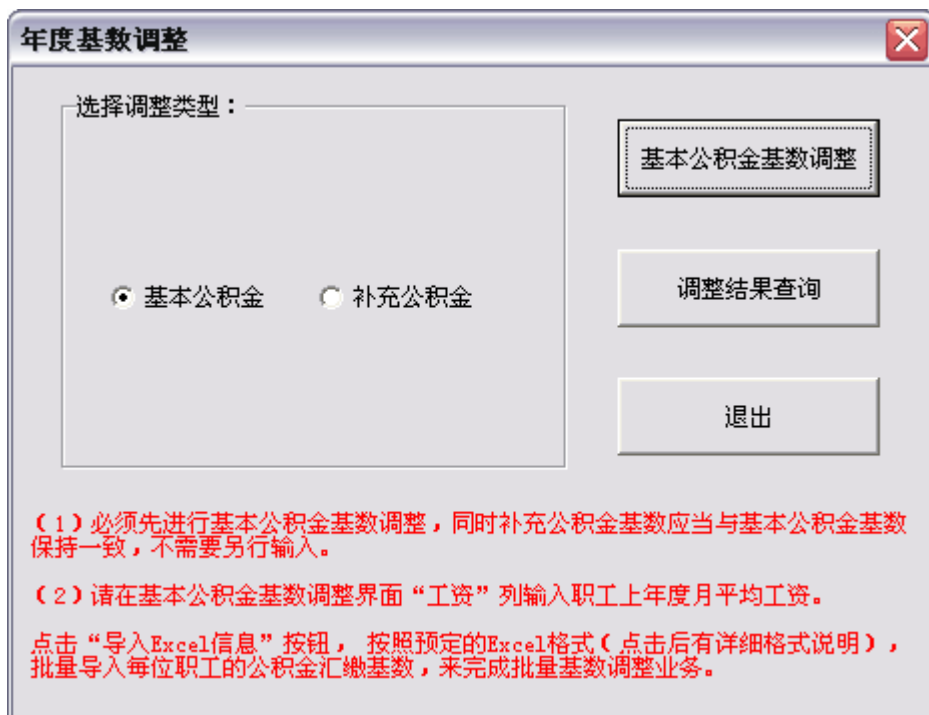 年度基数调整
选择调整类型：
基本公积金基数调整
基本公积金 补充公积金
调整结果查询
退出
（1）必须先进行基本公积金基数调整，同时补充公积金基数应当与基本公积金基数
保持一致，不需要另行输入。
（2）请在基本公积金基数调整界面“工资”列输入职工上年度月平均工资。
点击“导入Excel信息”按钮， 按照预定的Excel格式（点击后有详细格式说明），
批量导入每位职工的公积金汇缴基数，来完成批量基数调整业务。